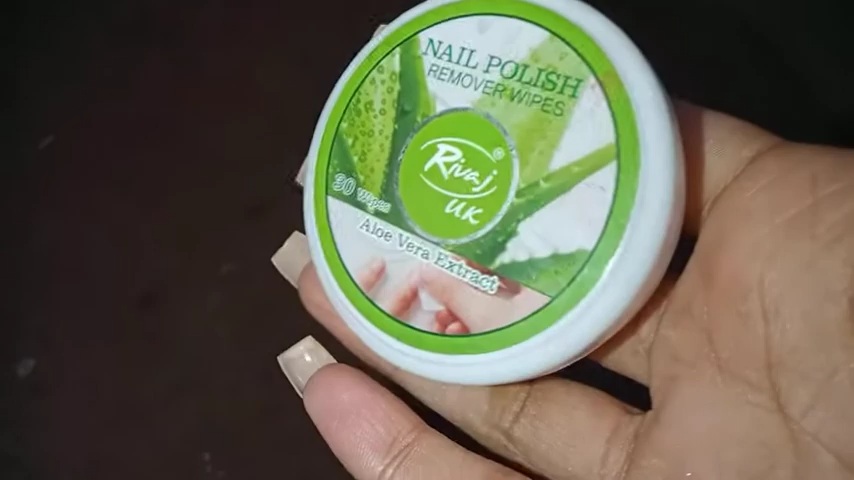 NAIL POLISH
REMOVER WIPES
Rivaj®
UK
30 Wipes
Aloe Vera Extract